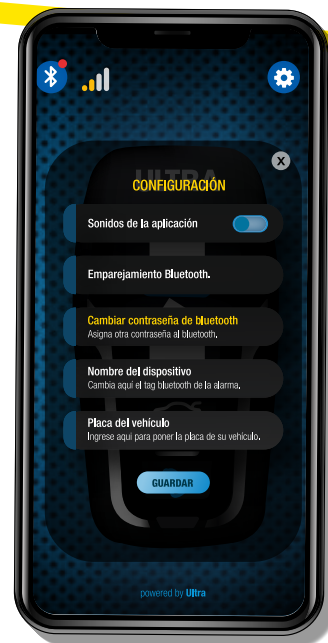 X
ULTRA
CONFIGURACIÓN
Sonidos de la aplicación
Emparejamiento Bluetooth.
Cambiar contraseña de bluetooth
Asigna otra contraseña al bluetooth.
Nombre del dispositivo
Cambia aquí el tag bluetooth de la alarma.
Placa del vehículo
Ingrese aqui para poner la placa de su vehículo.
GUARDAR
powered by Ultra